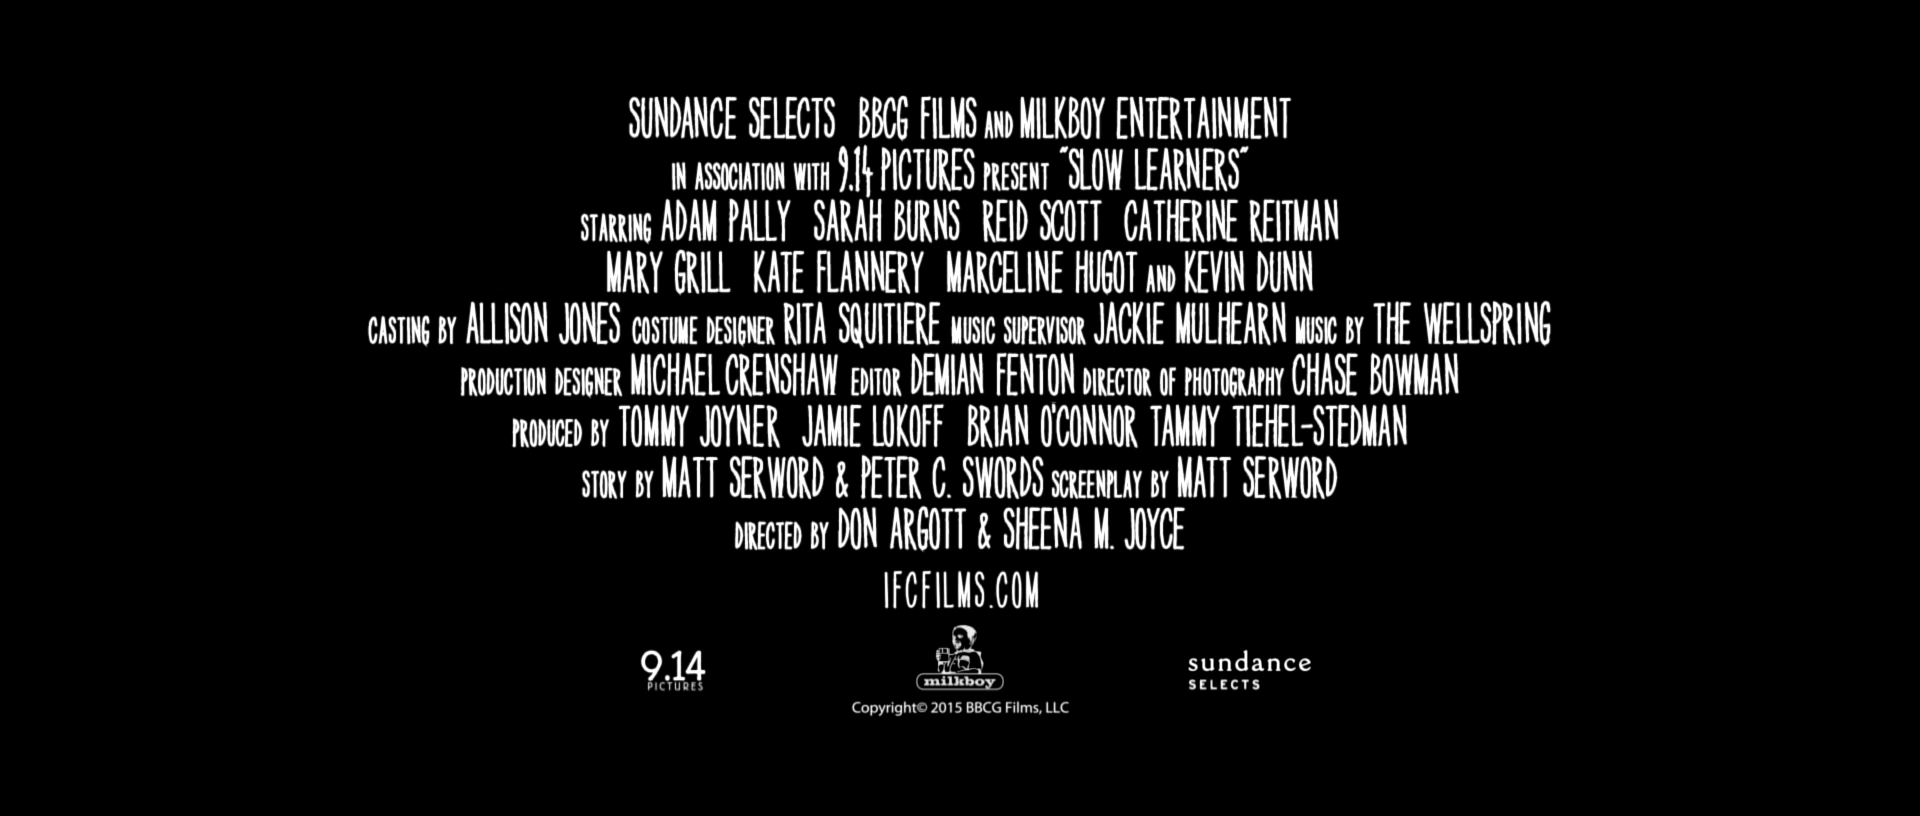 SUNDANCE SELECTS BBCG FILMS AND MILKBOY ENTERTAINMENT
IN ASSOCIATION WITH 9.14 PICTURES PRESENT "SLOW LEARNERS"
STARRING ADAM PALLY SARAH BURNS REID SCOTT CATHERINE REITMAN
MARY GRILL KATE FLANNERY MARCELINE HUGOT AND KEVIN DUNN
CASTING BY ALLISON JONES COSTUME DESIGNER RITA SQUITIERE MUSIC SUPERVISOR JACKIE MULHEARN MUSIC BY THE WELLSPRING
PRODUCTION DESIGNER MICHAEL CRENSHAW EDITOR DEMIAN FENTON DIRECTOR OF PHOTOGRAPHY CHASE BOWMAN
PRODUCED BY TOMMY JOYNER JAMIE LOKOFF BRIAN O'CONNOR TAMMY TIEHEL-STEDMAN
STORY BY MATT SERWORD & PETER C. SWORDS SCREENPLAY BY MATT SERWORD
DIRECTED BY DON ARGOTT & SHEENA M. JOYCE
IFCFILMS.COM
9.14
PICTURES
milkboy
sundance
SELECTS
Copyright© 2015 BBCG Films, LLC